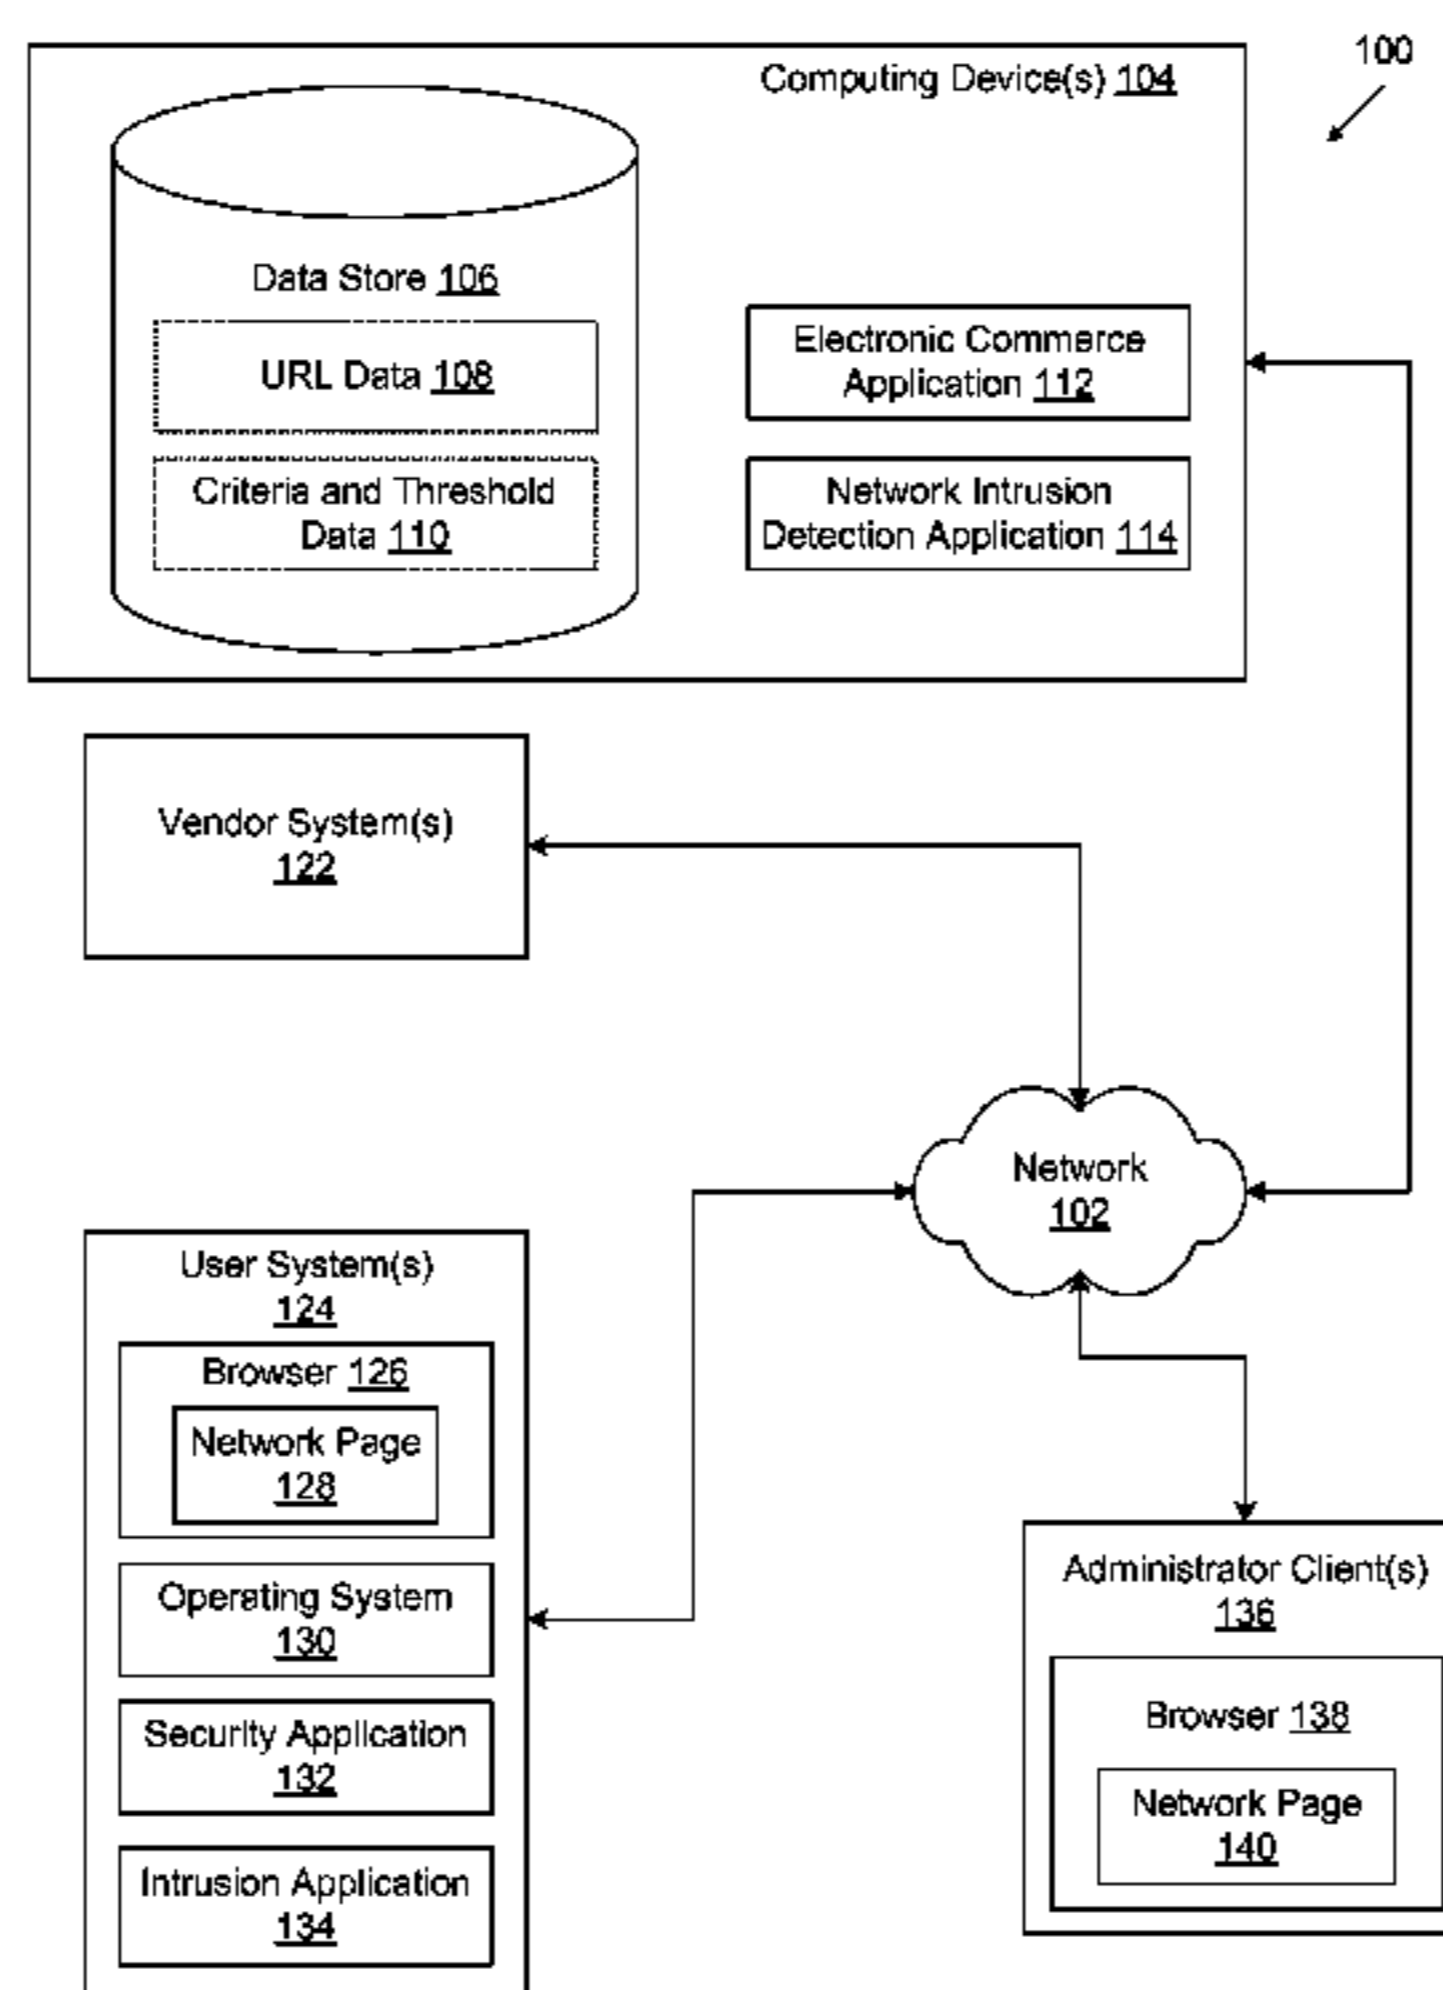 100
Computing Device(s) 104
Data Store 106
URL Data 108
Criteria and Threshold
Data 110
Electronic Commerce
Application 112
Network Intrusion
Detection Application 114
Vendor System(s)
122
Network
102
User System(s)
124
Browser 126
Network Page
128
Operating System
130
Security Application
132
Intrusion Application
134
Administrator Client(s)
136
Browser 138
Network Page
140